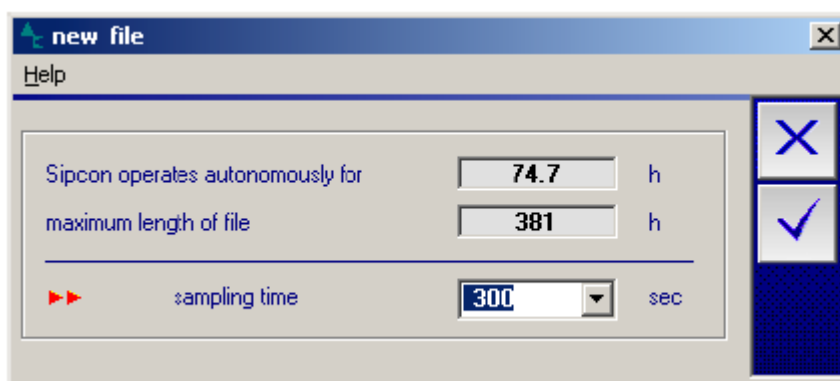 new file
Help
Sipcon operates autonomously for 74.7 h
maximum length of file 381 h
sampling time 300 sec